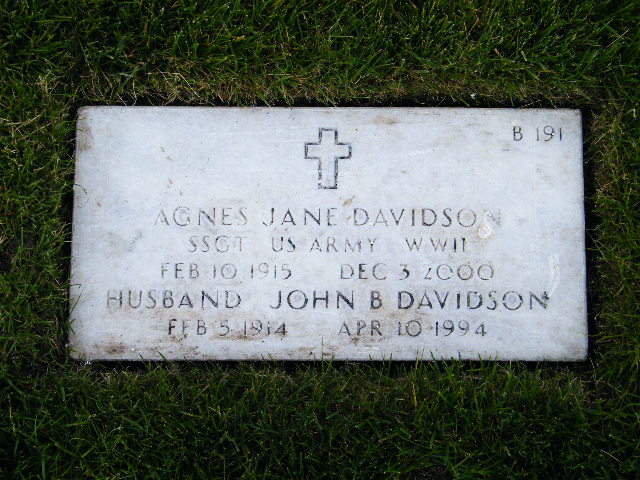 B 191
AGNES JANE DAVIDSON
SSGT US ARMY WWII
FEB 10 1915 DEC 3 2000
HUSBAND JOHN B DAVIDSON
FEB 5 1914 APR 10 1994